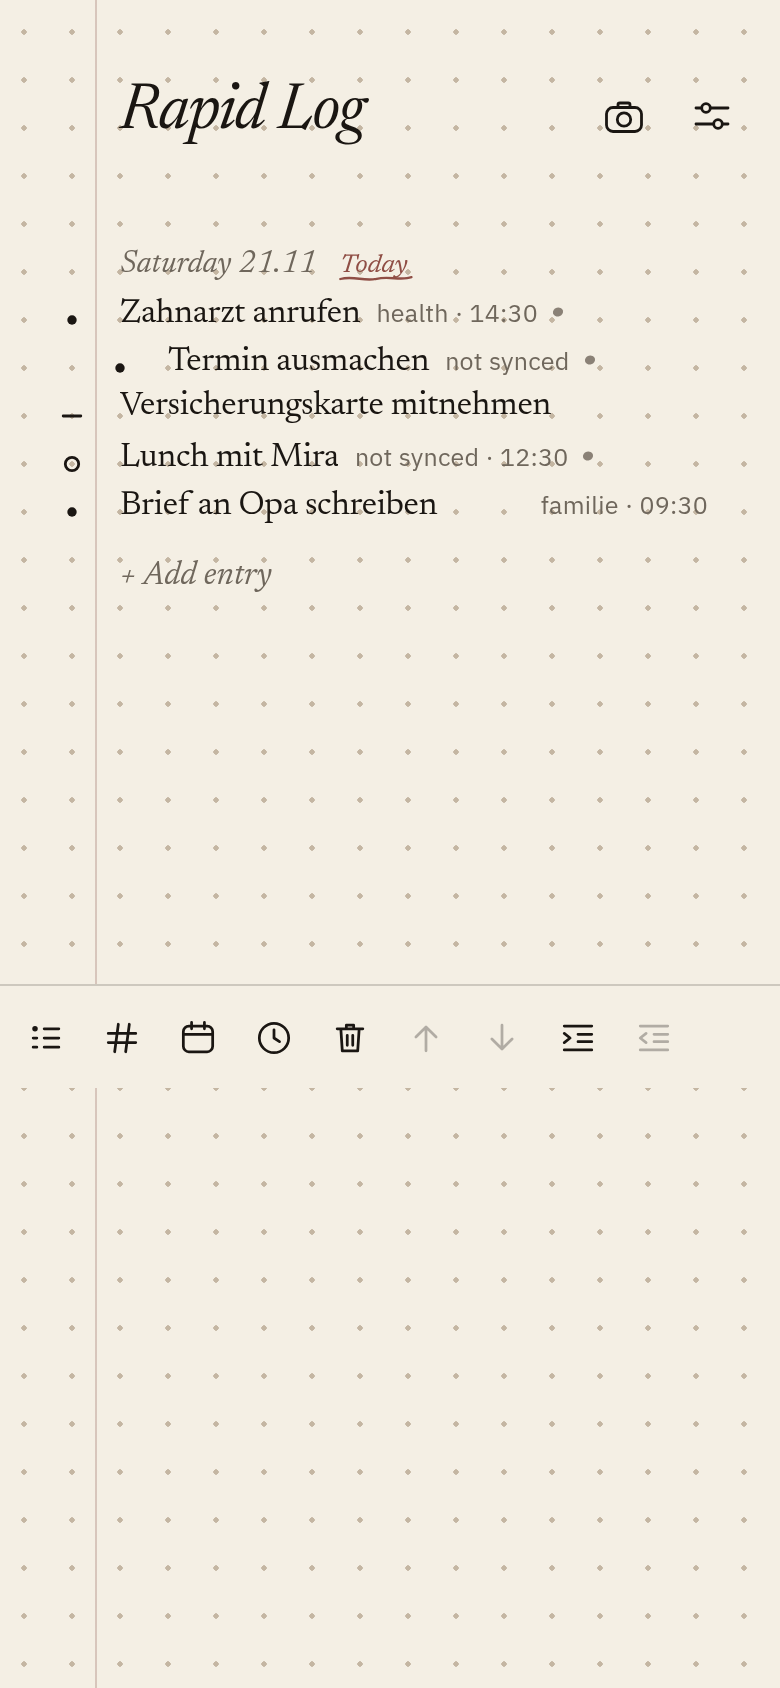 Rapid Log
Saturday 21.11 Today
Zahnarzt anrufen health · 14:30
Termin ausmachen not synced
Versicherungskarte mitnehmen
Lunch mit Mira not synced · 12:30
Brief an Opa schreiben familie · 09:30
+ Add entry